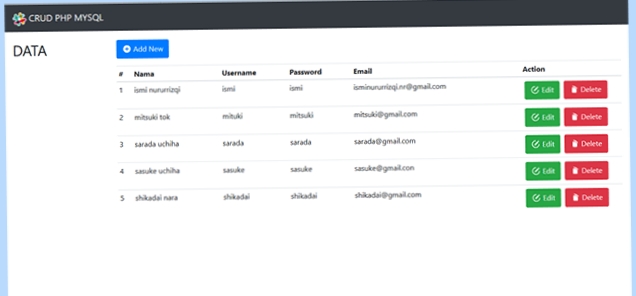 CRUD PHP MYSQL
DATA
Add New
# Nama Username Password Email Action
1 ismi nururrizqi ismi ismi isminururrizqi.nr@gmail.com Edit Delete
2 mitsuki tok mituki mitsuki mitsuki@gmail.com Edit Delete
3 sarada uchiha sarada sarada sarada@gmail.com Edit Delete
4 sasuke uchiha sasuke sasuke sasuke@gmail.con Edit Delete
5 shikadai nara shikadai shikadai shikadai@gmail.com Edit Delete